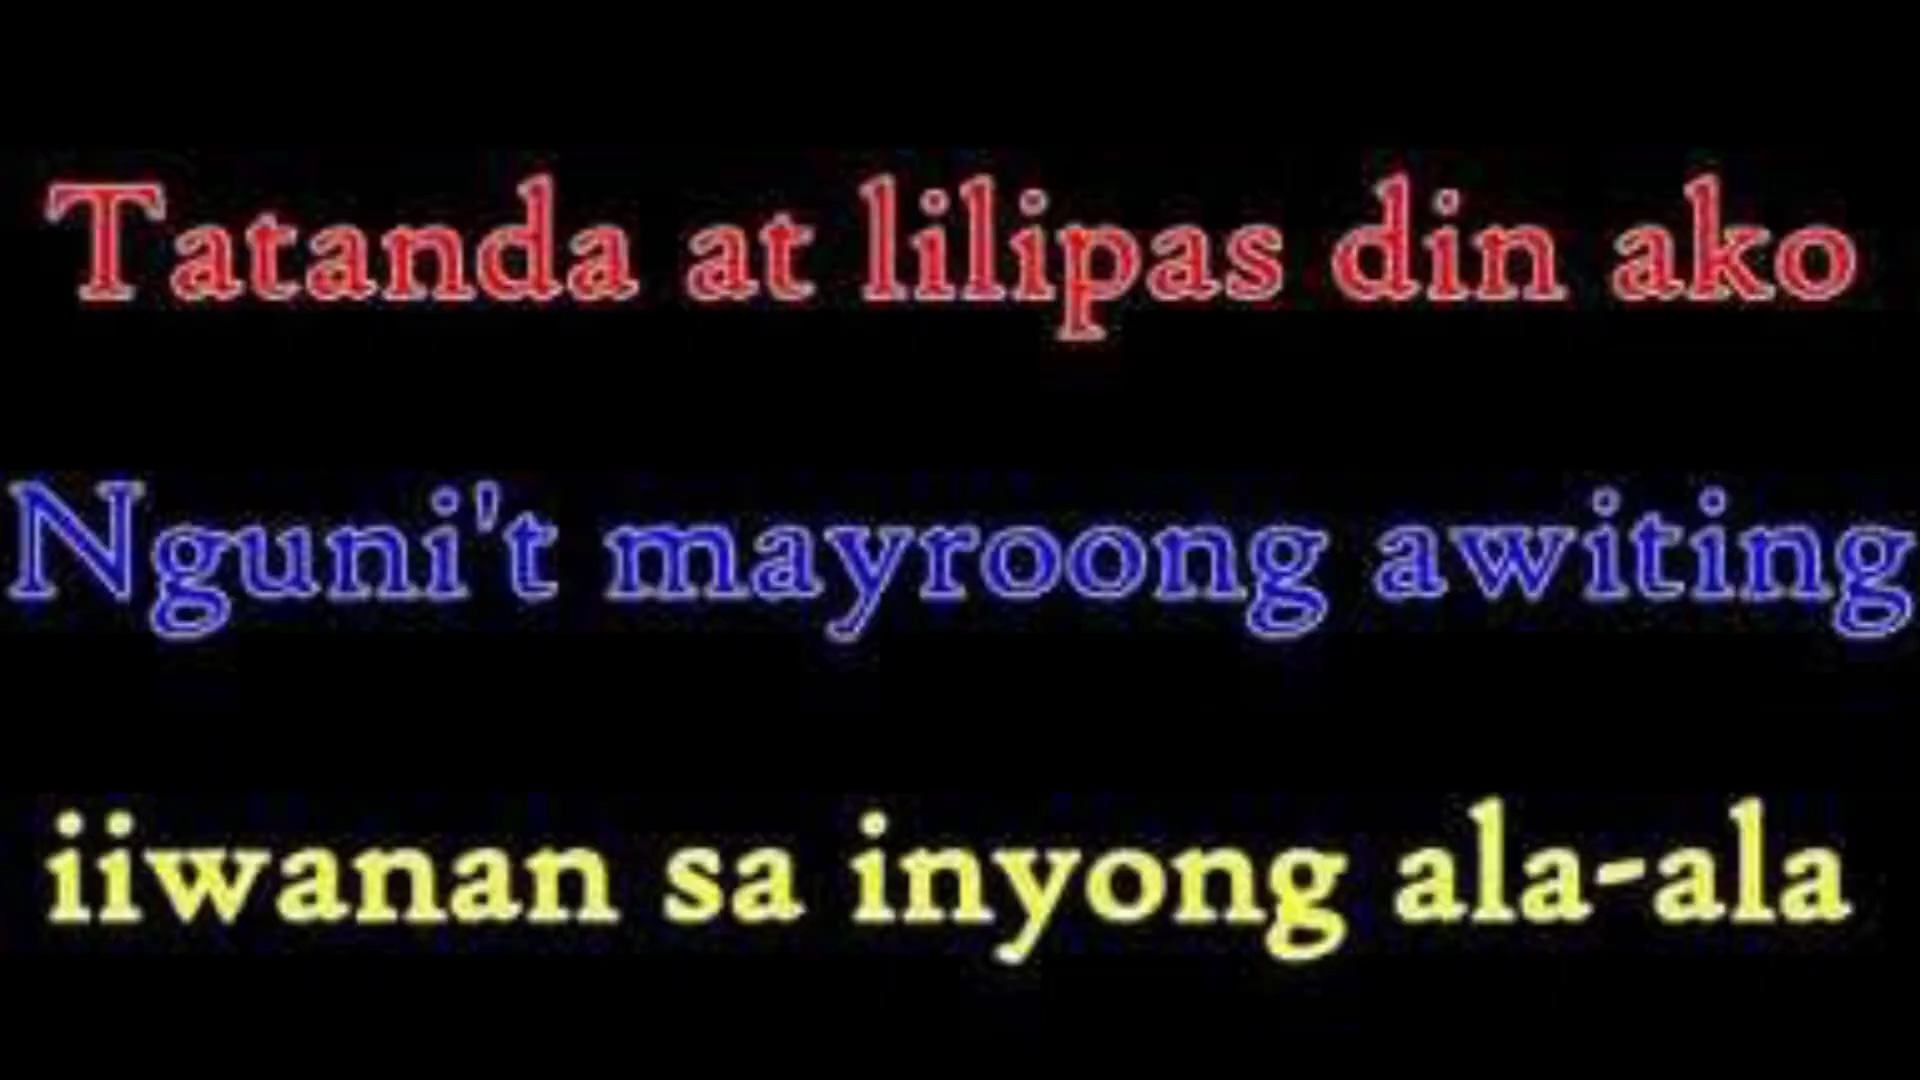 Tatanda at lilipas din ako
Nguni't mayroong awiting
iiwanan sa inyong ala-ala